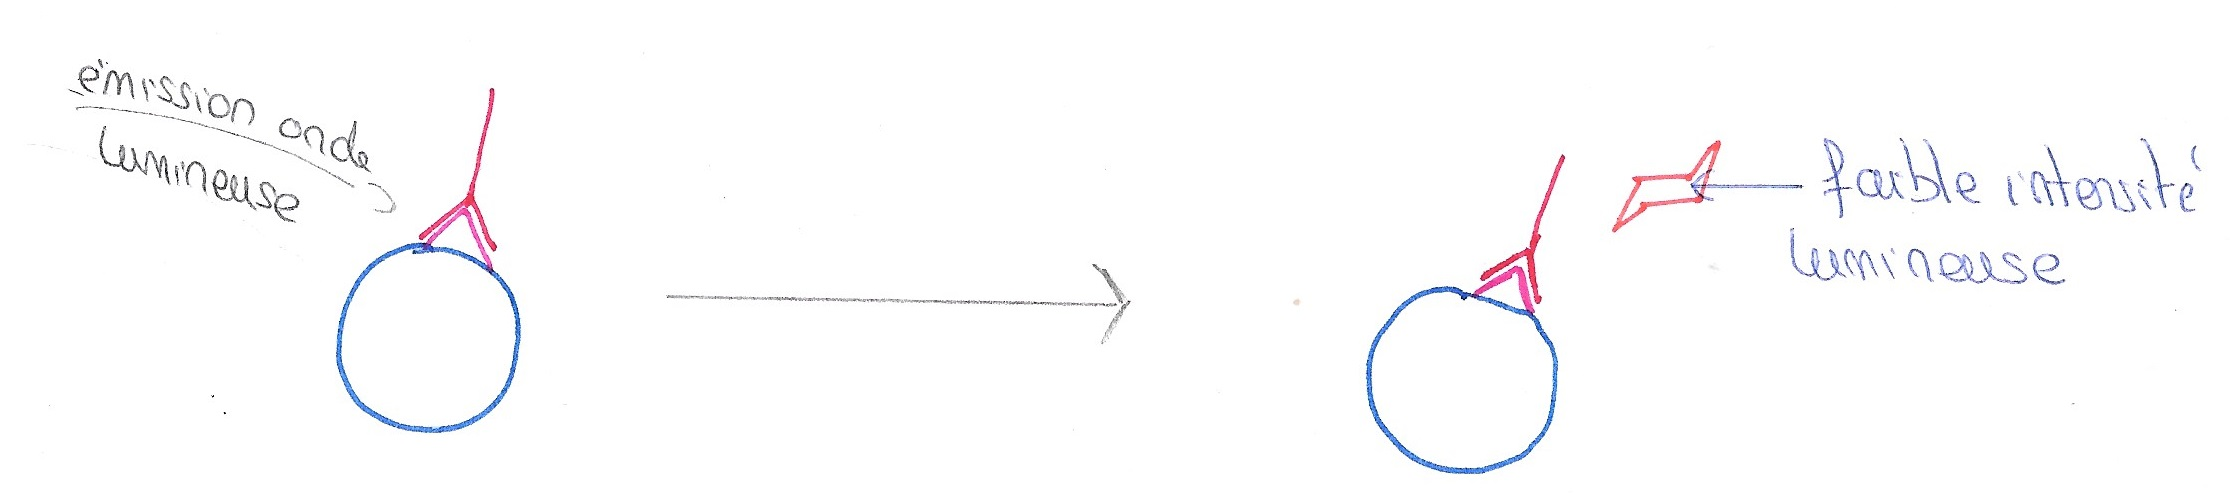 émission onde
lumineuse
faible intensité
lumineuse